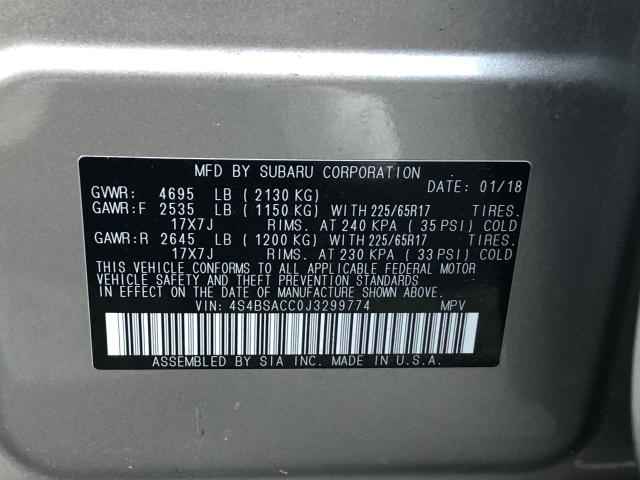 MFD BY SUBARU CORPORATION
GVWR: 4695 LB ( 2130 KG) DATE: 01/18
GAWR:F 2535 LB ( 1150 KG) WITH 225/65R17 TIRES.
17X7J RIMS. AT 240 KPA ( 35 PSI) COLD
GAWR:R 2645 LB ( 1200 KG) WITH 225/65R17 TIRES.
17X7J RIMS. AT 230 KPA ( 33 PSI) COLD
THIS VEHICLE CONFORMS TO ALL APPLICABLE FEDERAL MOTOR
VEHICLE SAFETY AND THEFT PREVENTION STANDARDS
IN EFFECT ON THE DATE OF MANUFACTURE SHOWN ABOVE.
VIN: 4S4BSACC0J3299774 MPV
ASSEMBLED BY SIA INC. MADE IN U.S.A.